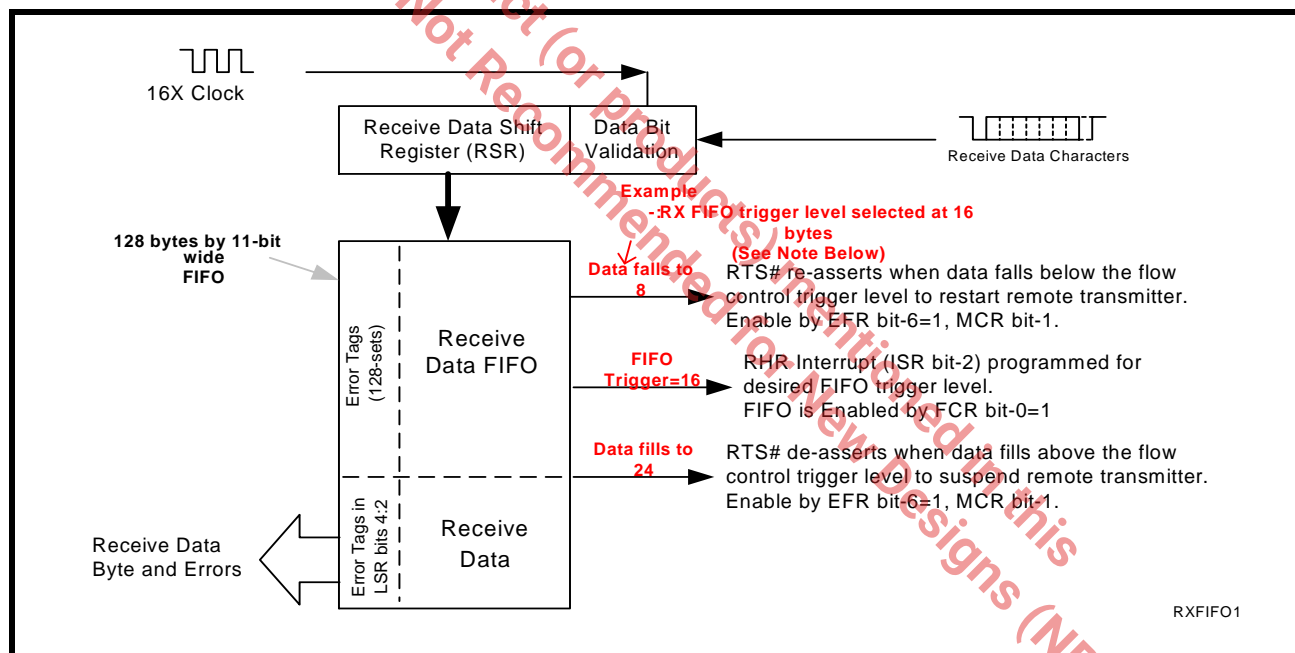 16X Clock
Receive Data Shift
Register (RSR)
Data Bit
Validation
Receive Data Characters
Example
-:RX FIFO trigger level selected at 16
bytes
(See Note Below)
128 bytes by 11-bit
wide
FIFO
Data falls to
8
RTS# re-asserts when data falls below the flow
control trigger level to restart remote transmitter.
Enable by EFR bit-6=1, MCR bit-1.
Error Tags
(128-sets)
Receive
Data FIFO
FIFO
Trigger=16
RHR Interrupt (ISR bit-2) programmed for
desired FIFO trigger level.
FIFO is Enabled by FCR bit-0=1
Data fills to
24
RTS# de-asserts when data fills above the flow
control trigger level to suspend remote transmitter.
Enable by EFR bit-6=1, MCR bit-1.
Error Tags in
LSR bits 4:2
Receive
Data
Receive Data
Byte and Errors
RXFIFO1
(or products) mentioned in this
Not Recommended for New Designs